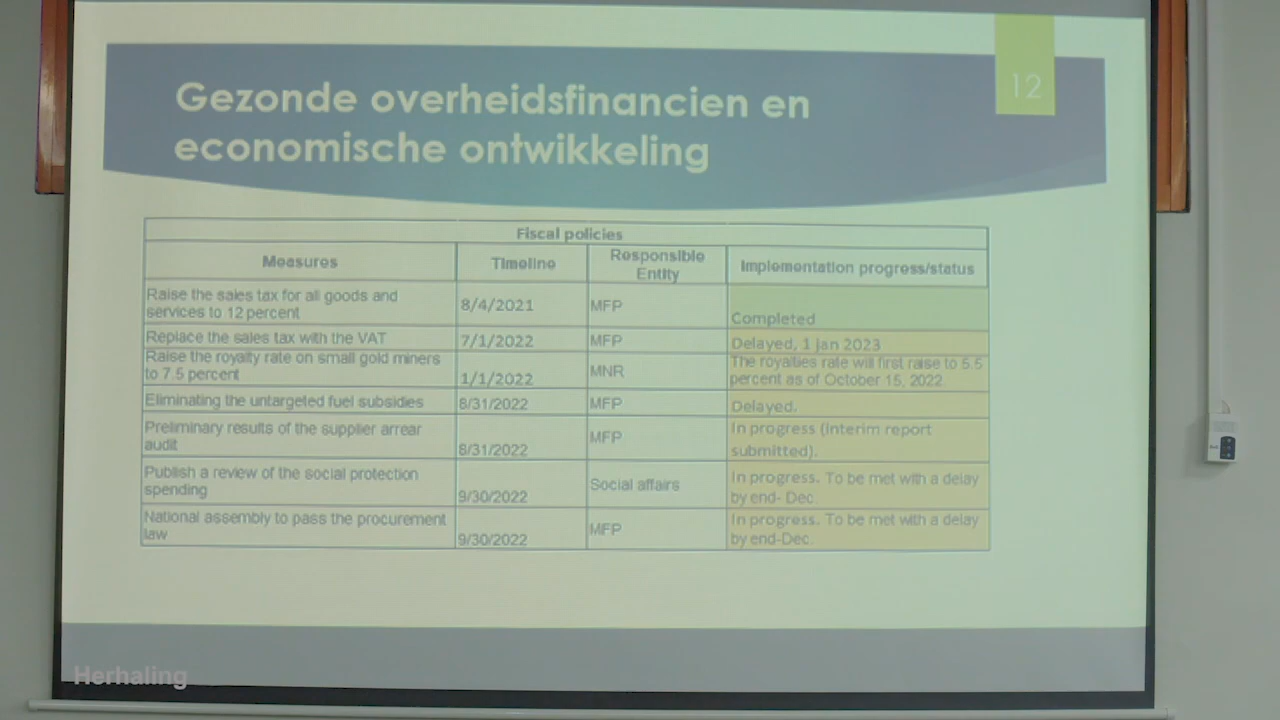 12
Gezonde overheidsfinancien en
economische ontwikkeling
Fiscal policies
Measures Timeline Responsible Entity Implementation progress/status
Raise the sales tax for all goods and
services to 12 percent
8/4/2021
MFP
Completed
Replace the sales tax with the VAT
7/1/2022
MFP
Delayed, 1 jan 2023
Raise the royalty rate on small gold miners
to 7.5 percent
1/1/2022
MNR
The royalties rate will first raise to 5.5
percent as of October 15, 2022.
Eliminating the untargeted fuel subsidies
8/31/2022
MFP
Delayed.
Preliminary results of the supplier arrear
audit
8/31/2022
MFP
In progress (Interim report
submitted).
Publish a review of the social protection
spending
9/30/2022
Social affairs
In progress. To be met with a delay
by end- Dec.
National assembly to pass the procurement
law
9/30/2022
MFP
In progress. To be met with a delay
by end-Dec.
Herhaling